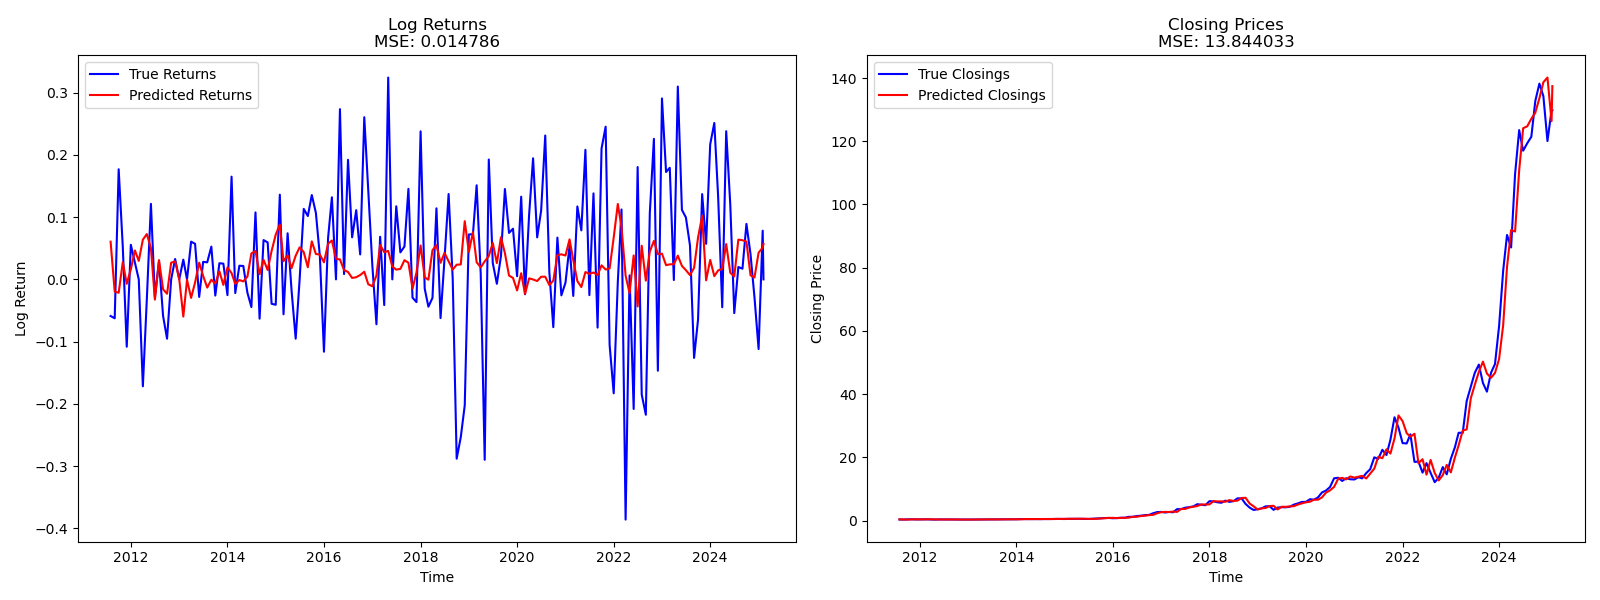 Log Returns
MSE: 0.014786
True Returns
Predicted Returns
0.3
0.2
0.1
0.0
−0.1
−0.2
−0.3
−0.4
Log Return
2012
2014
2016
2018
2020
2022
2024
Time
Closing Prices
MSE: 13.844033
True Closings
Predicted Closings
140
120
100
80
60
40
20
0
Closing Price
2012
2014
2016
2018
2020
2022
2024
Time